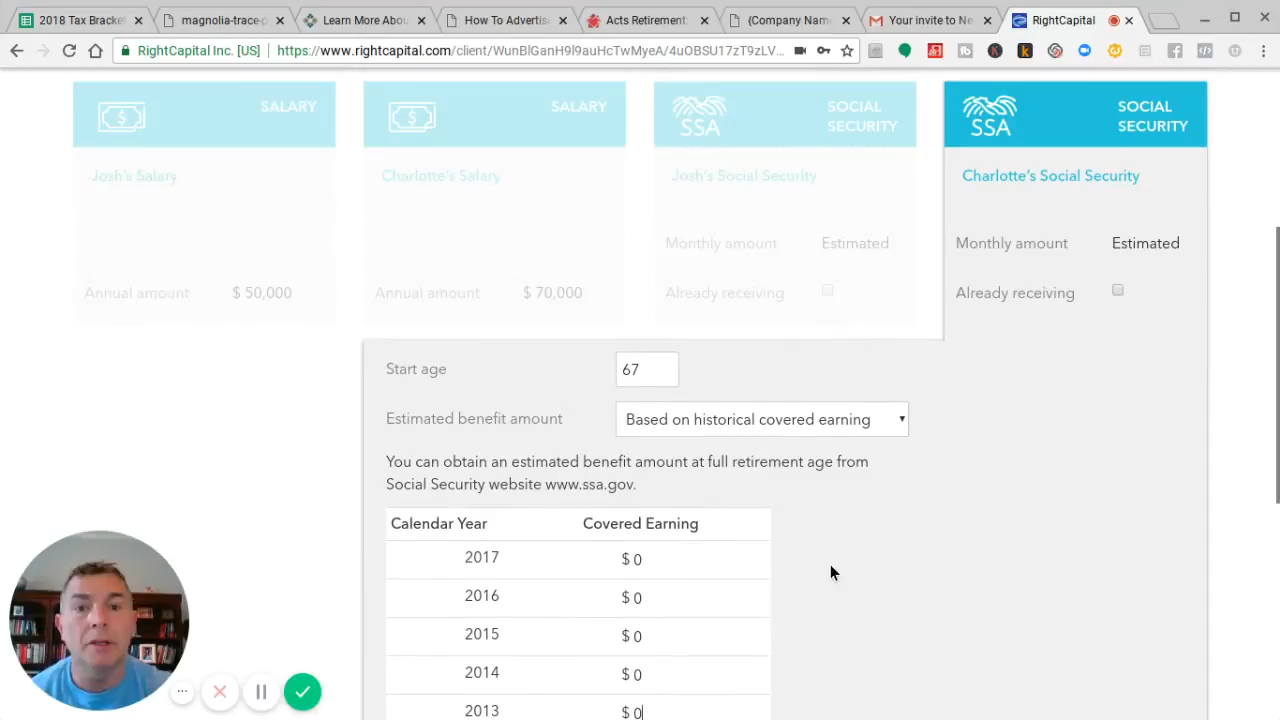 2018 Tax Bracke
magnolia-trace-p
Learn More Abou
How To Advertis
Acts Retirement
{Company Name
Your invite to Ne
RightCapital
RightCapital Inc. [US]
https://www.rightcapital.com/client/WunBlGanH9l9auHcTwMyeA/4uOBSU17zT9zLV...
SALARY
Josh's Salary
Annual amount $ 50,000
SALARY
Charlotte's Salary
Annual amount $ 70,000
SSA
SOCIAL
SECURITY
Josh's Social Security
Monthly amount Estimated
Already receiving
SSA
SOCIAL
SECURITY
Charlotte's Social Security
Monthly amount Estimated
Already receiving
Start age 67
Estimated benefit amount Based on historical covered earning
You can obtain an estimated benefit amount at full retirement age from
Social Security website www.ssa.gov.
Calendar Year Covered Earning
2017 $ 0
2016 $ 0
2015 $ 0
2014 $ 0
2013 $ 0